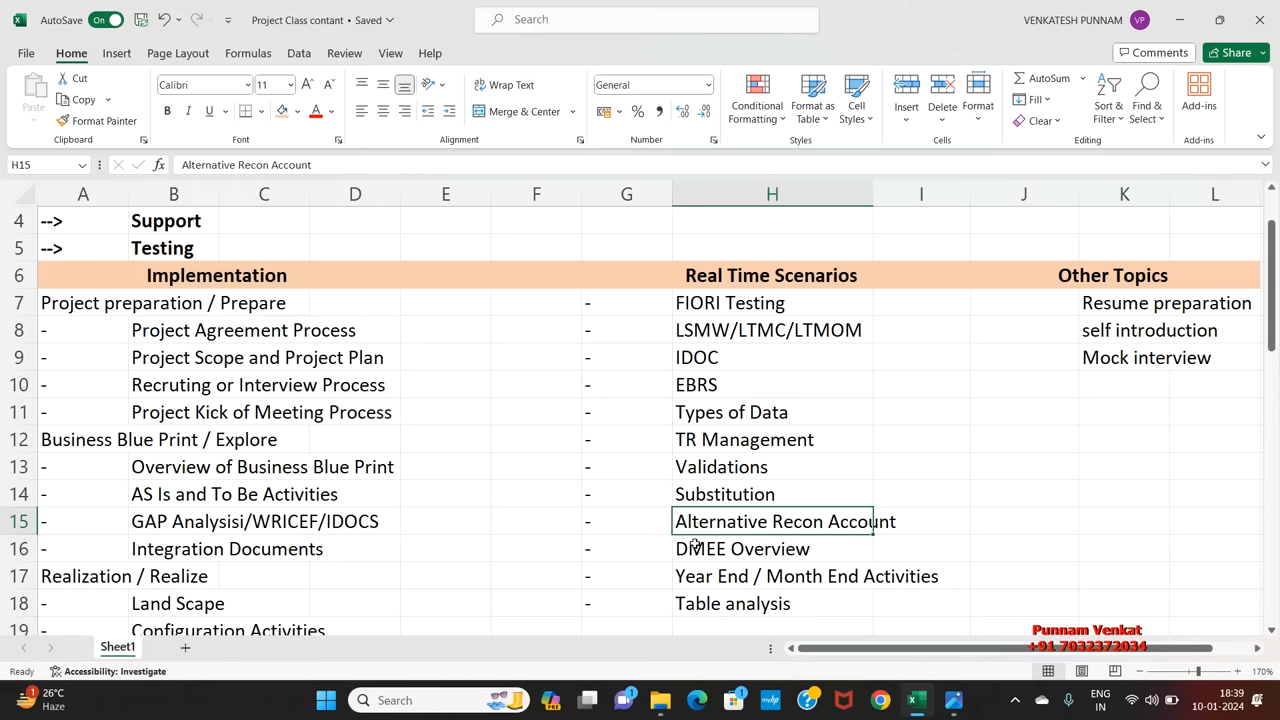 AutoSave On Project Class contant • Saved Search VENKATESH PUNNAM VP
File Home Insert Page Layout Formulas Data Review View Help Comments Share
Paste Cut Copy Format Painter Clipboard
Calibri 11 A A B I U A Font
Wrap Text Merge & Center Alignment
General % Number
Conditional Formatting Format as Table Cell Styles Styles
Insert Delete Format Cells
AutoSum Fill Clear Sort & Filter Find & Select Editing
Add-ins Add-ins
H15 fx Alternative Recon Account
A B C D E F G H I J K L
4 --> Support
5 --> Testing
6 Implementation Real Time Scenarios Other Topics
7 Project preparation / Prepare - FIORI Testing Resume preparation
8 - Project Agreement Process - LSMW/LTMC/LTMOM self introduction
9 - Project Scope and Project Plan - IDOC Mock interview
10 - Recruting or Interview Process - EBRS
11 - Project Kick of Meeting Process - Types of Data
12 Business Blue Print / Explore - TR Management
13 - Overview of Business Blue Print - Validations
14 - AS Is and To Be Activities - Substitution
15 - GAP Analysisi/WRICEF/IDOCS - Alternative Recon Account
16 - Integration Documents - DMEE Overview
17 Realization / Realize - Year End / Month End Activities
18 - Land Scape - Table analysis
19 - Configuration Activities
Punnam Venkat
+91 7032372034
Sheet1
Ready Accessibility: Investigate 170%
26°C Haze Search ENG IN 18:39 10-01-2024